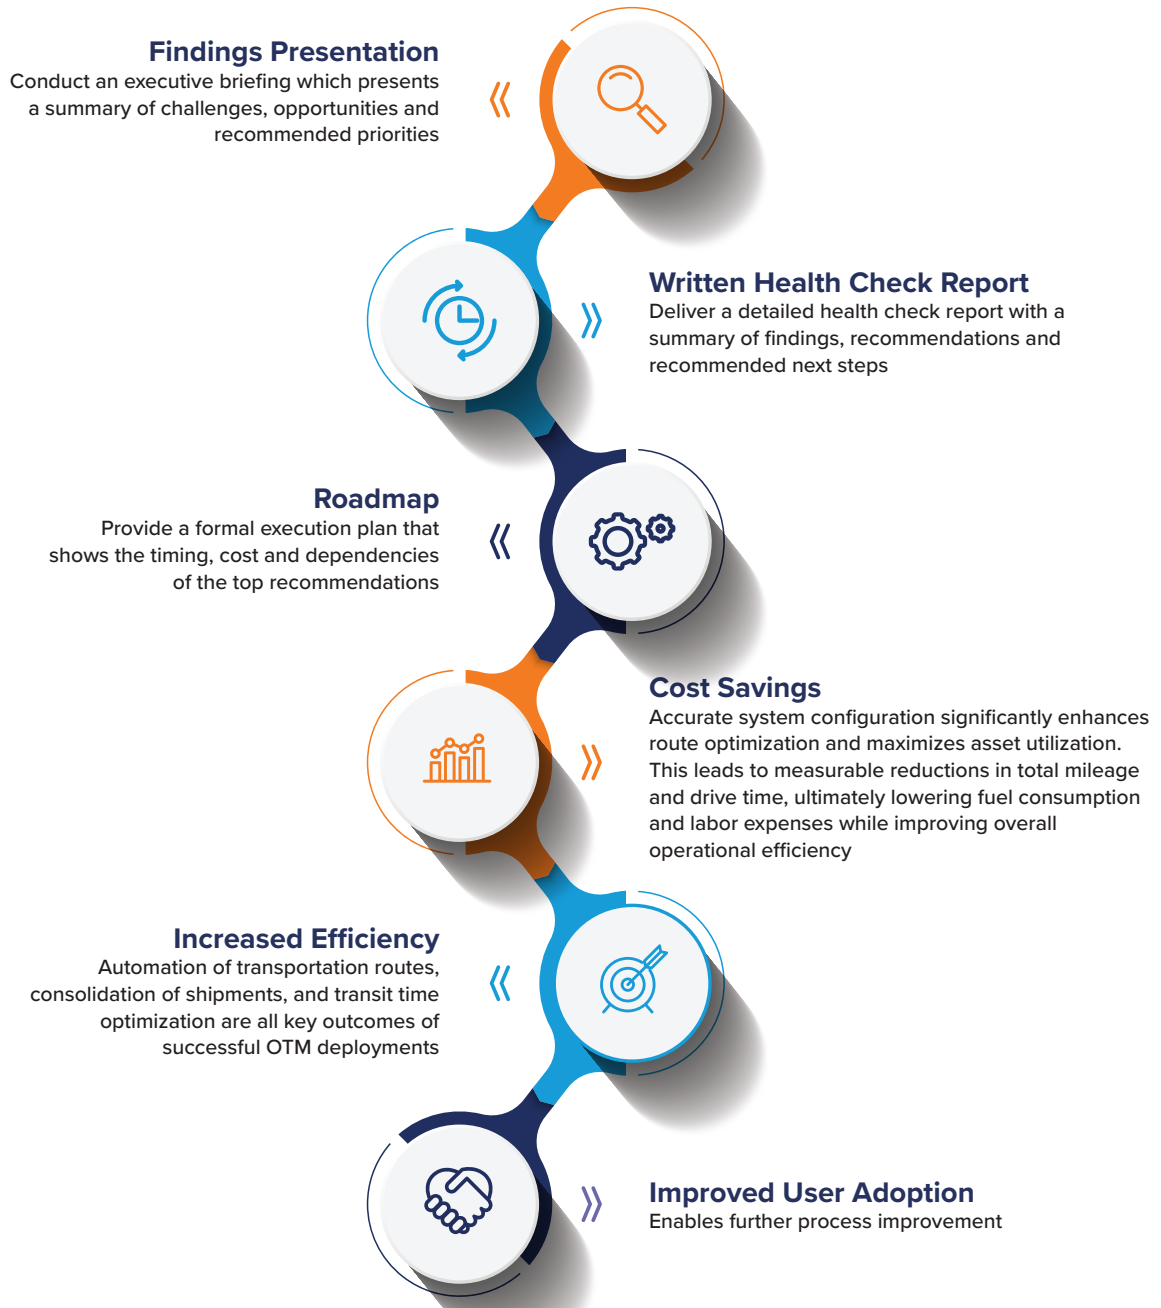 Findings Presentation
Conduct an executive briefing which presents
a summary of challenges, opportunities and
recommended priorities
Written Health Check Report
Deliver a detailed health check report with a
summary of findings, recommendations and
recommended next steps
Roadmap
Provide a formal execution plan that
shows the timing, cost and dependencies
of the top recommendations
Cost Savings
Accurate system configuration significantly enhances
route optimization and maximizes asset utilization.
This leads to measurable reductions in total mileage
and drive time, ultimately lowering fuel consumption
and labor expenses while improving overall
operational efficiency
Increased Efficiency
Automation of transportation routes,
consolidation of shipments, and transit time
optimization are all key outcomes of
successful OTM deployments
Improved User Adoption
Enables further process improvement